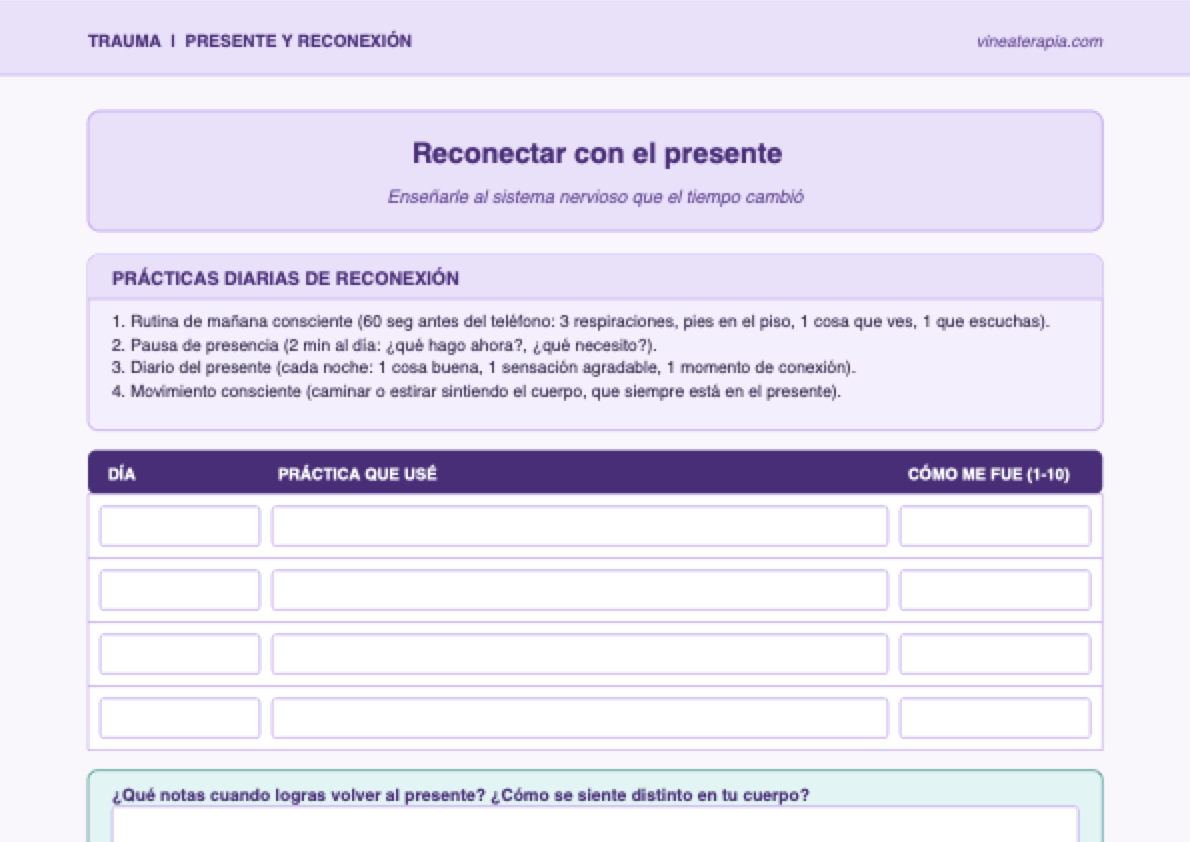 TRAUMA | PRESENTE Y RECONEXIÓN
vineaterapia.com
Reconectar con el presente
Enseñarle al sistema nervioso que el tiempo cambió
PRÁCTICAS DIARIAS DE RECONEXIÓN
1. Rutina de mañana consciente (60 seg antes del teléfono: 3 respiraciones, pies en el piso, 1 cosa que ves, 1 que escuchas).
2. Pausa de presencia (2 min al día: ¿qué hago ahora?, ¿qué necesito?).
3. Diario del presente (cada noche: 1 cosa buena, 1 sensación agradable, 1 momento de conexión).
4. Movimiento consciente (caminar o estirar sintiendo el cuerpo, que siempre está en el presente).
DÍA PRÁCTICA QUE USÉ CÓMO ME FUE (1-10)
¿Qué notas cuando logras volver al presente? ¿Cómo se siente distinto en tu cuerpo?